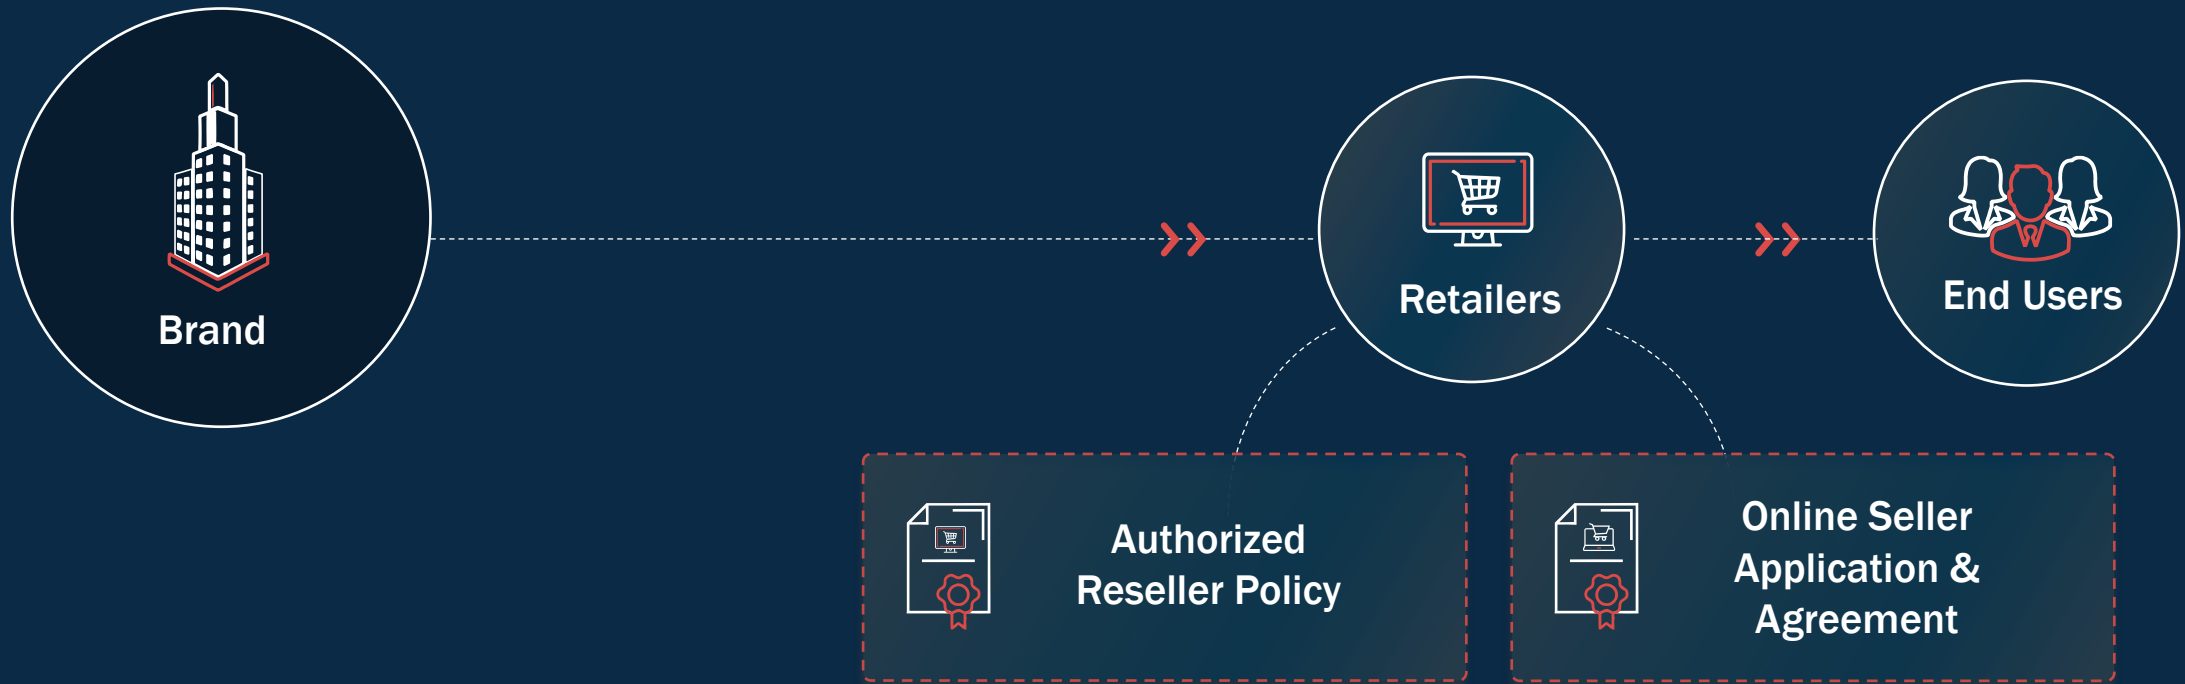 Brand
Retailers
End Users
Authorized
Reseller Policy
Online Seller
Application &
Agreement